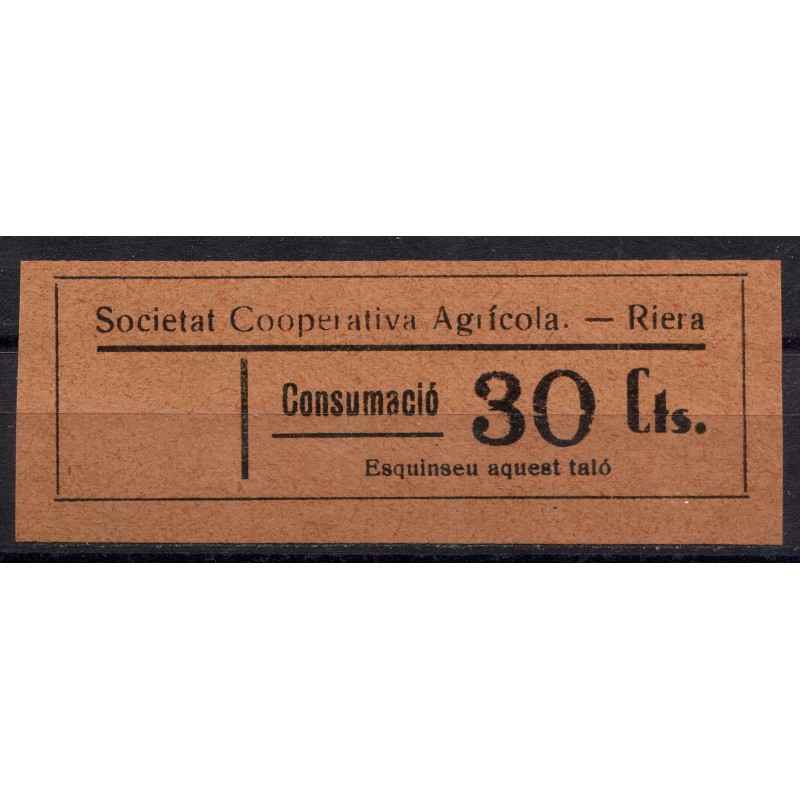 Societat Cooperativa Agrícola. — Riera
Consumació 30 Cts.
Esquinseu aquest taló